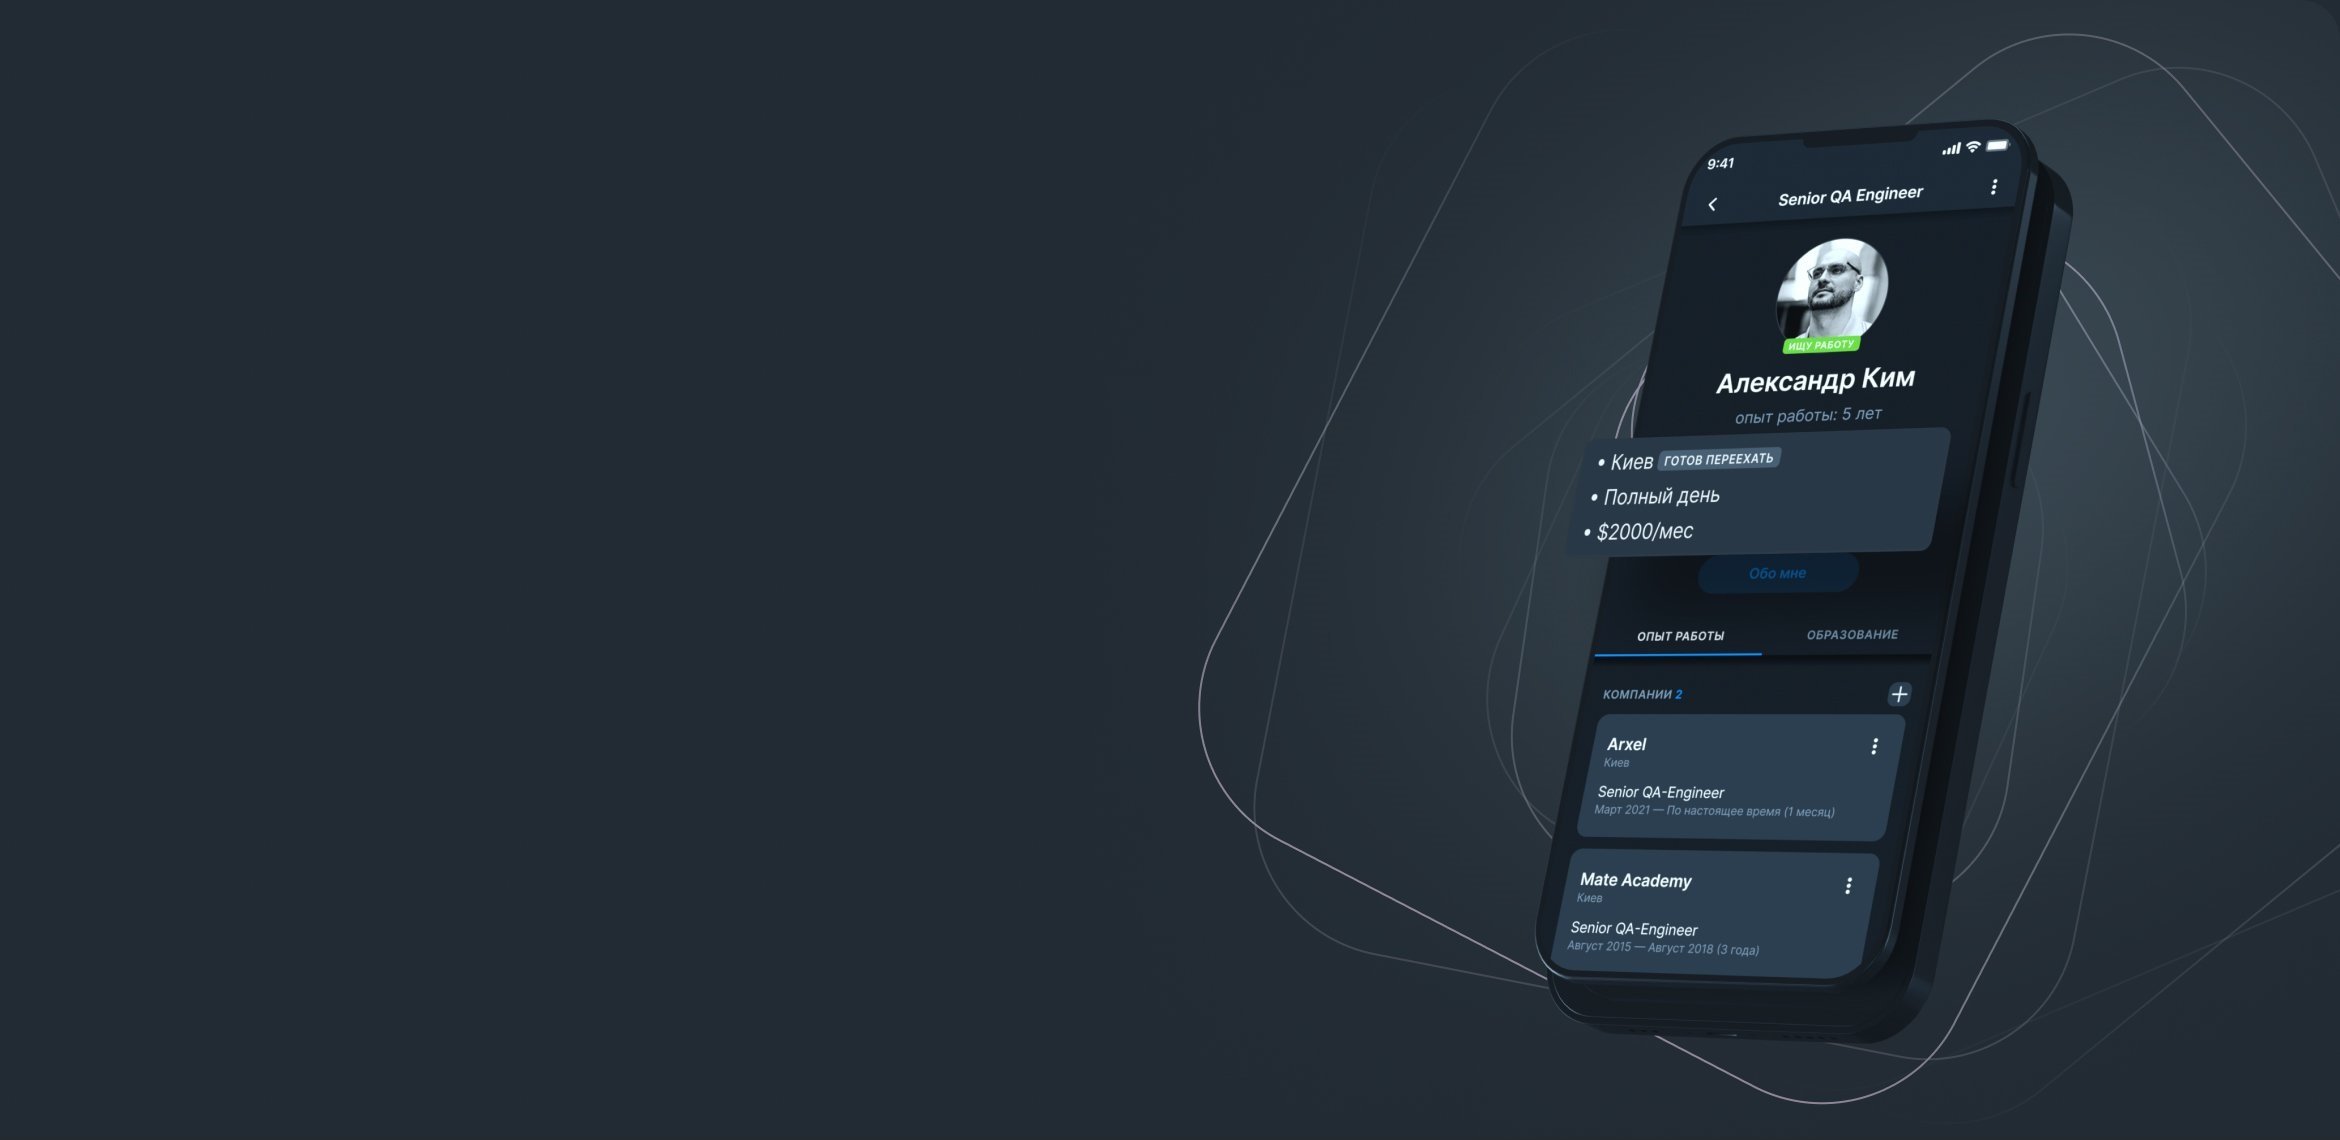 9:41
Senior QA Engineer
ИЩУ РАБОТУ
Александр Ким
опыт работы: 5 лет
• Киев ГОТОВ ПЕРЕЕХАТЬ
• Полный день
• $2000/мес
Обо мне
ОПЫТ РАБОТЫ ОБРАЗОВАНИЕ
КОМПАНИИ 2
Arxel
Киев
Senior QA-Engineer
Март 2021 — По настоящее время (1 месяц)
Mate Academy
Киев
Senior QA-Engineer
Август 2015 — Август 2018 (3 года)